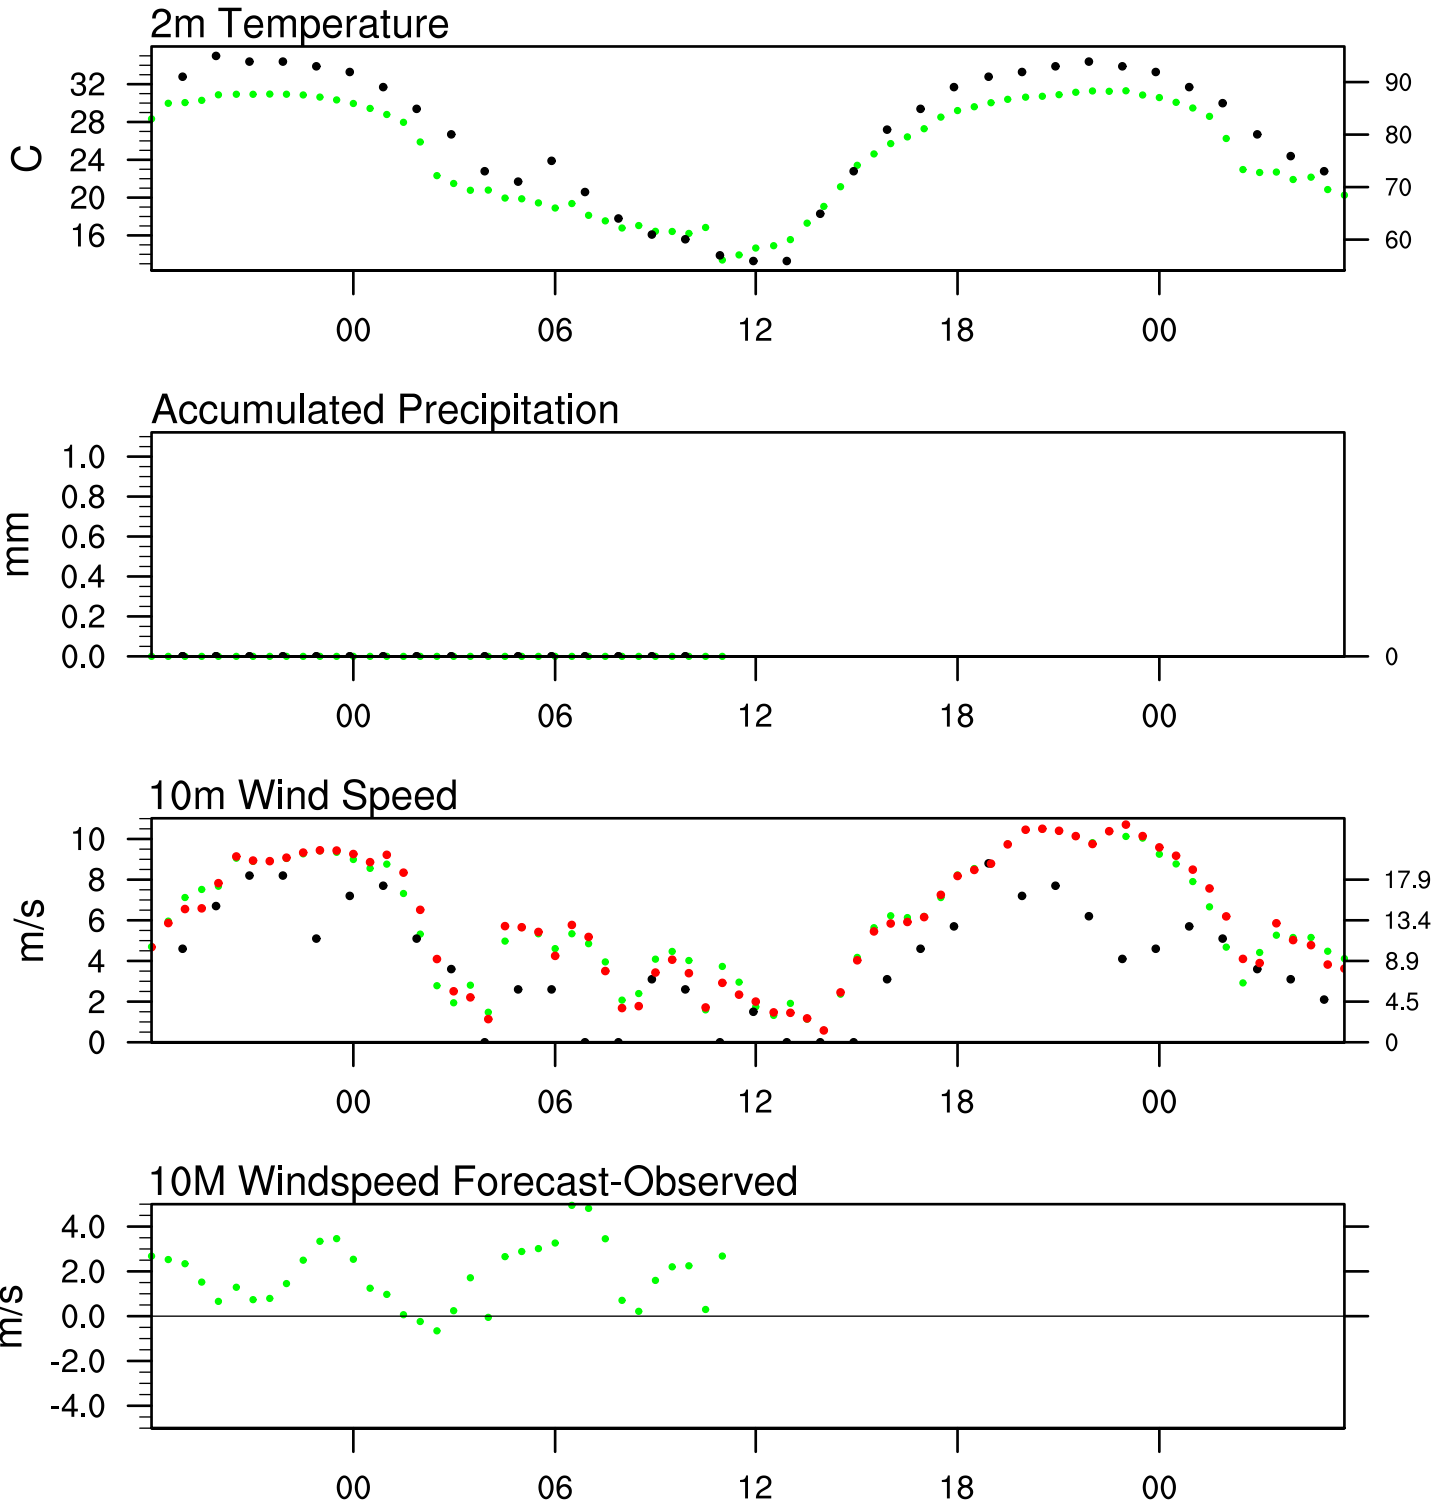 2m Temperature
C
32
28
24
20
16
90
80
70
60
00 06 12 18 00
Accumulated Precipitation
mm
1.0
0.8
0.6
0.4
0.2
0.0
0
00 06 12 18 00
10m Wind Speed
m/s
10
8
6
4
2
0
17.9
13.4
8.9
4.5
0
00 06 12 18 00
10M Windspeed Forecast-Observed
m/s
4.0
2.0
0.0
-2.0
-4.0
00 06 12 18 00